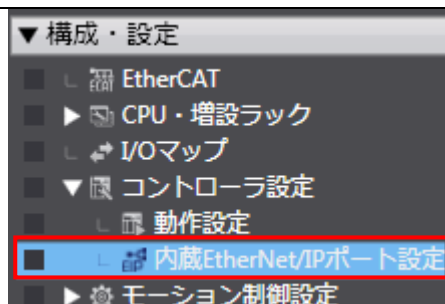 ▼構成・設定
EtherCAT
▶CPU・増設ラック
I/Oマップ
▼コントローラ設定
動作設定
内蔵EtherNet/IPポート設定
▶モーション制御設定